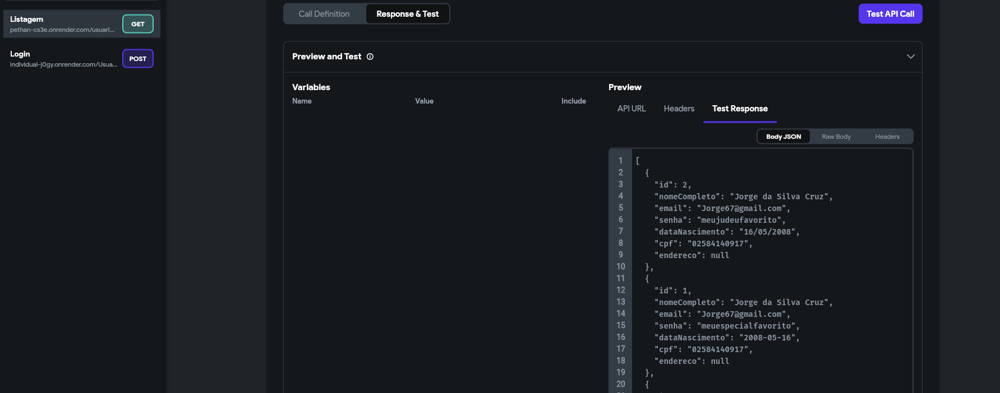 Listagem
pethan-cs3e.onrender.com/usuari...
GET
Login
individual-j0gy.onrender.com/Usua...
POST
Call Definition
Response & Test
Test API Call
Preview and Test
Variables
Name Value Include
Preview
API URL Headers Test Response
Body JSON Raw Body Headers
1 [
2 {
3 "id": 2,
4 "nomeCompleto": "Jorge da Silva Cruz",
5 "email": "Jorge67@gmail.com",
6 "senha": "meujudeufavorito",
7 "dataNascimento": "16/05/2008",
8 "cpf": "02584140917",
9 "endereco": null
10 },
11 {
12 "id": 1,
13 "nomeCompleto": "Jorge da Silva Cruz",
14 "email": "Jorge67@gmail.com",
15 "senha": "meuespecialfavorito",
16 "dataNascimento": "2008-05-16",
17 "cpf": "02584140917",
18 "endereco": null
19 },
20 {